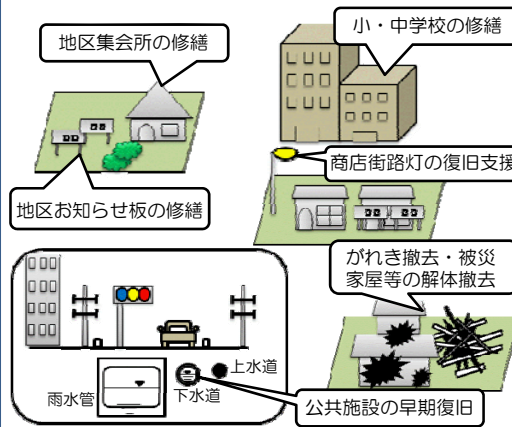 地区集会所の修繕
小・中学校の修繕
商店街路灯の復旧支援
地区お知らせ板の修繕
がれき撤去・被災
家屋等の解体撤去
上水道
下水道
雨水管
公共施設の早期復旧